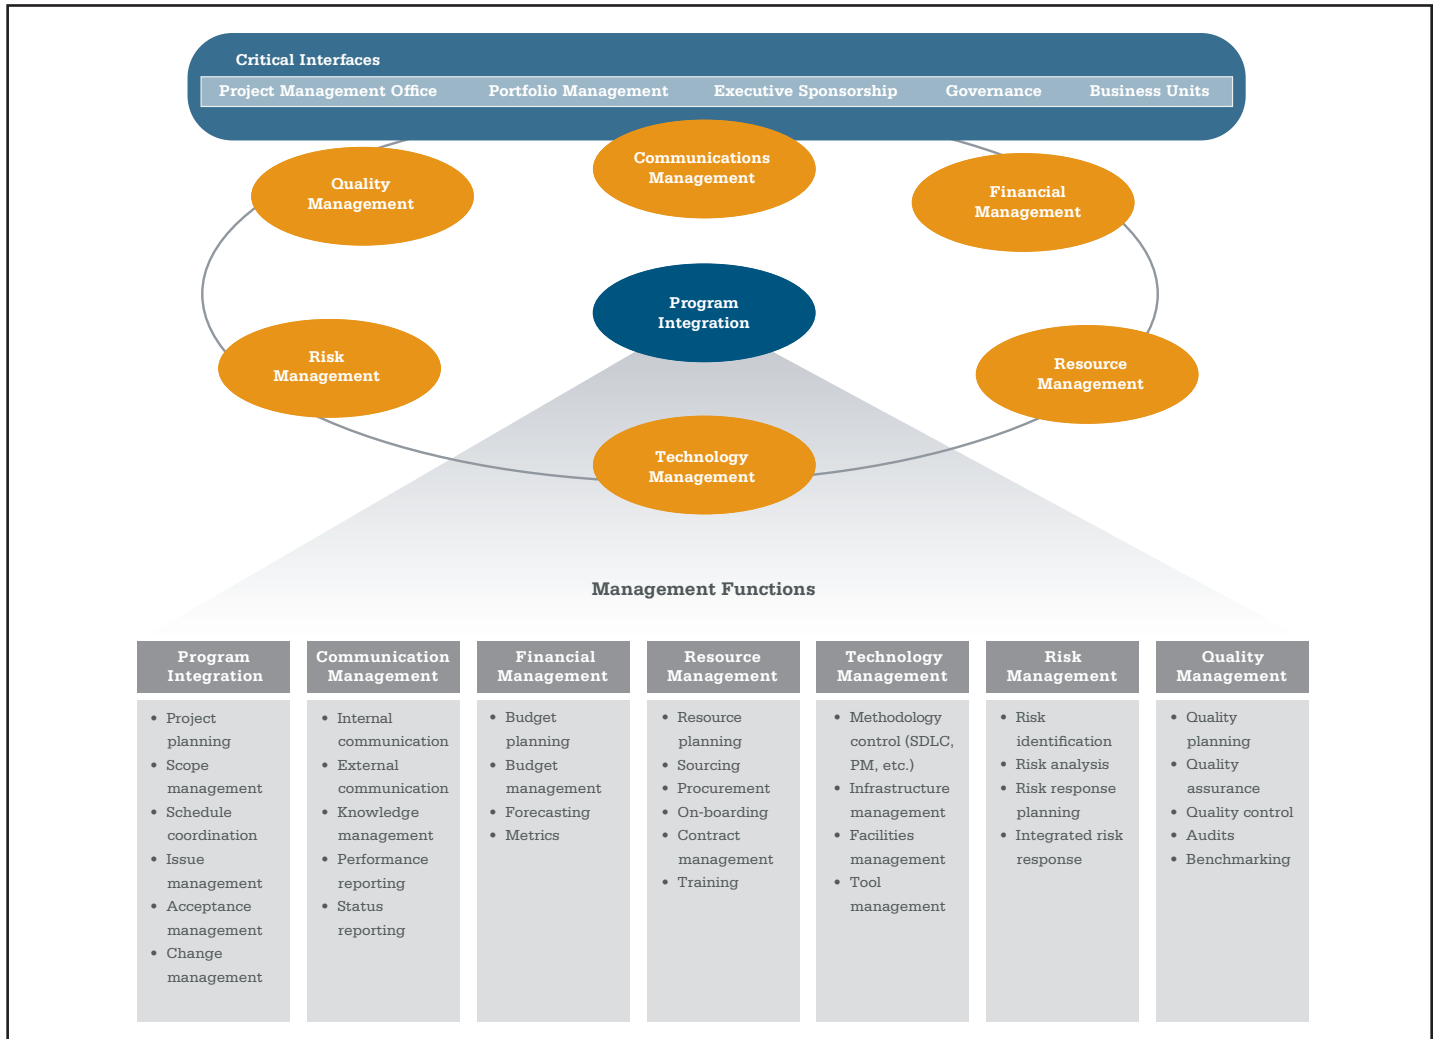 Critical Interfaces
Project Management Office Portfolio Management Executive Sponsorship Governance Business Units
Communications
Management
Quality
Management
Financial
Management
Program
Integration
Risk
Management
Resource
Management
Technology
Management
Management Functions
Program
Integration
• Project
planning
• Scope
management
• Schedule
coordination
• Issue
management
• Acceptance
management
• Change
management
Communication
Management
• Internal
communication
• External
communication
• Knowledge
management
• Performance
reporting
• Status
reporting
Financial
Management
• Budget
planning
• Budget
management
• Forecasting
• Metrics
Resource
Management
• Resource
planning
• Sourcing
• Procurement
• On-boarding
• Contract
management
• Training
Technology
Management
• Methodology
control (SDLC,
PM, etc.)
• Infrastructure
management
• Facilities
management
• Tool
management
Risk
Management
• Risk
identification
• Risk analysis
• Risk response
planning
• Integrated risk
response
Quality
Management
• Quality
planning
• Quality
assurance
• Quality control
• Audits
• Benchmarking